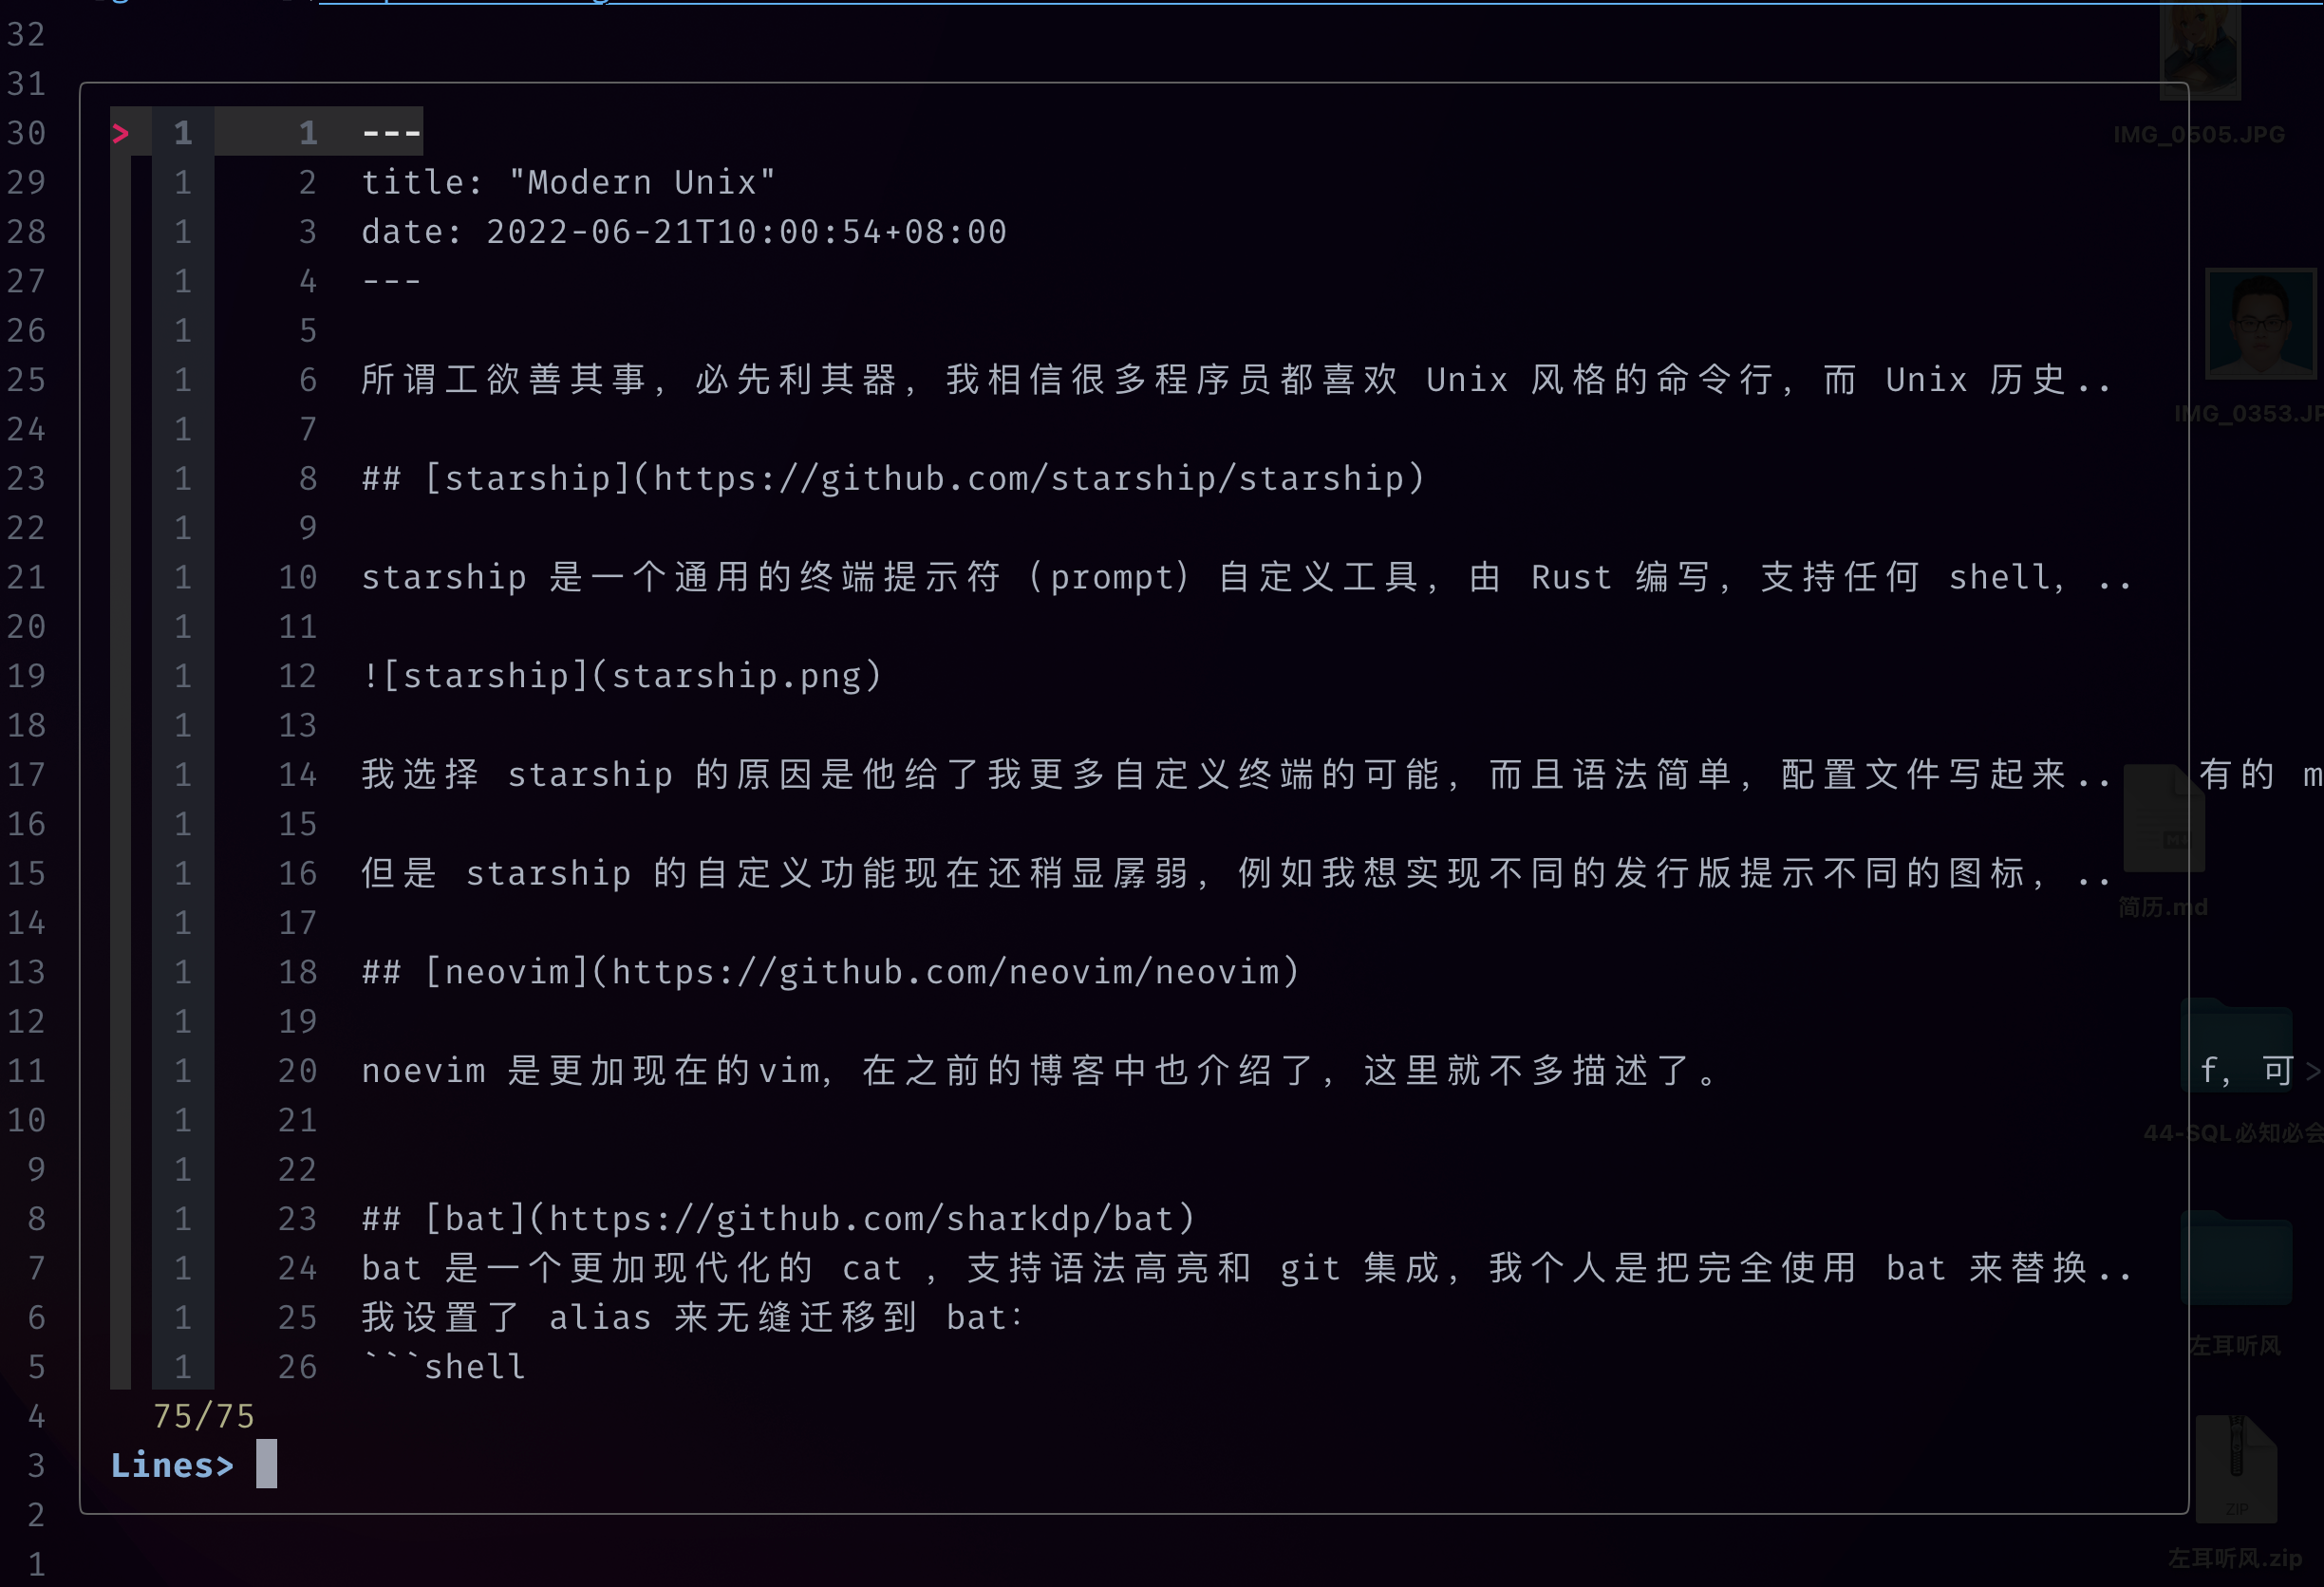 32
31
30 > 1 1 ---
29 1 2 title: "Modern Unix"
28 1 3 date: 2022-06-21T10:00:54+08:00
27 1 4 ---
26 1 5
25 1 6 所谓工欲善其事，必先利其器，我相信很多程序员都喜欢 Unix 风格的命令行，而 Unix 历史..
24 1 7
23 1 8 ## [starship](https://github.com/starship/starship)
22 1 9
21 1 10 starship 是一个通用的终端提示符（prompt）自定义工具，由 Rust 编写，支持任何 shell，..
20 1 11
19 1 12 ![starship](starship.png)
18 1 13
17 1 14 我选择 starship 的原因是他给了我更多自定义终端的可能，而且语法简单，配置文件写起来.. 有的 m
16 1 15
15 1 16 但是 starship 的自定义功能现在还稍显孱弱，例如我想实现不同的发行版提示不同的图标，..
14 1 17
13 1 18 ## [neovim](https://github.com/neovim/neovim)
12 1 19
11 1 20 noevim 是更加现在的vim，在之前的博客中也介绍了，这里就不多描述了。 f，可>
10 1 21
9 1 22
8 1 23 ## [bat](https://github.com/sharkdp/bat)
7 1 24 bat 是一个更加现代化的 cat ，支持语法高亮和 git 集成，我个人是把完全使用 bat 来替换..
6 1 25 我设置了 alias 来无缝迁移到 bat：
5 1 26 ```shell
4 75/75
3 Lines>
2
1
IMG_0505.JPG
IMG_0353.JP
简历.md
44-SQL必知必会
左耳听风
ZIP
左耳听风.zip